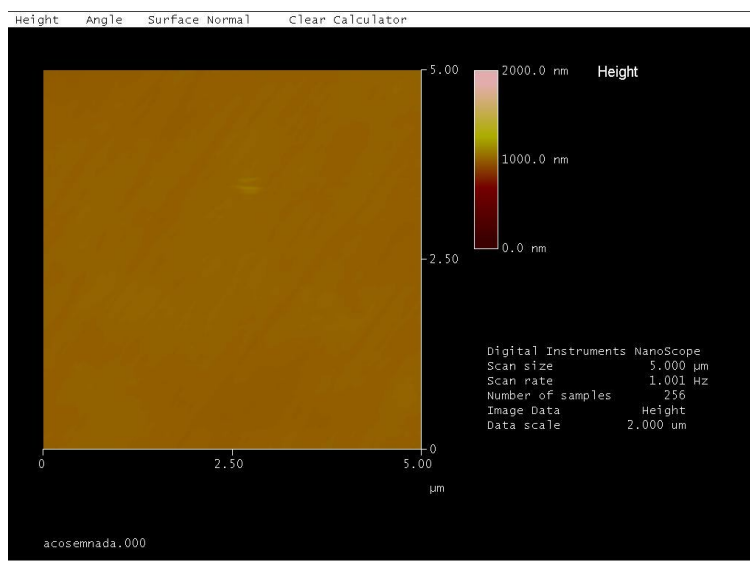 Height Angle Surface Normal Clear Calculator
5.00
2.50
0
0 2.50 5.00
µm
2000.0 nm
1000.0 nm
0.0 nm
Height
Digital Instruments NanoScope
Scan size 5.000 µm
Scan rate 1.001 Hz
Number of samples 256
Image Data Height
Data scale 2.000 um
acosemnada.000